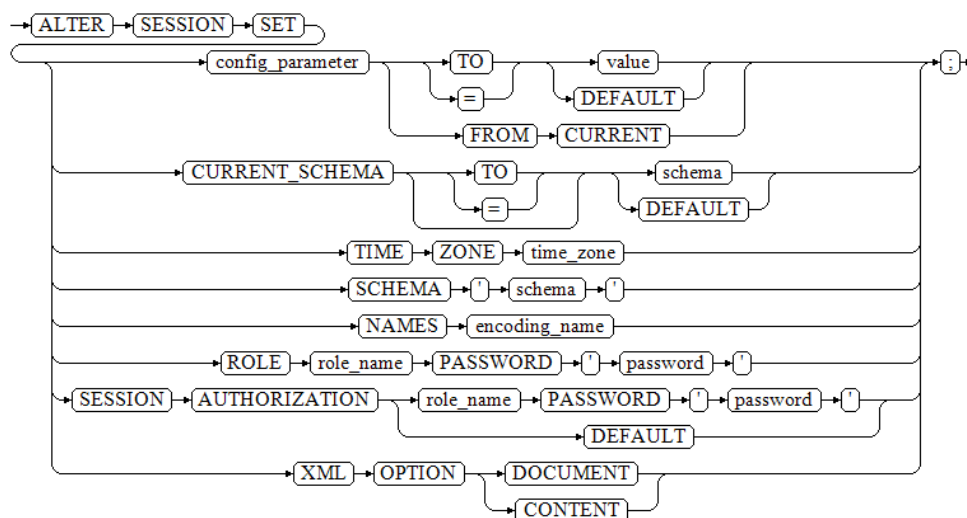 ALTER SESSION SET
config_parameter TO value ;
= DEFAULT
FROM CURRENT
CURRENT_SCHEMA TO schema
= DEFAULT
TIME ZONE time_zone
SCHEMA ' schema '
NAMES encoding_name
ROLE role_name PASSWORD ' password '
SESSION AUTHORIZATION role_name PASSWORD ' password '
DEFAULT
XML OPTION DOCUMENT
CONTENT